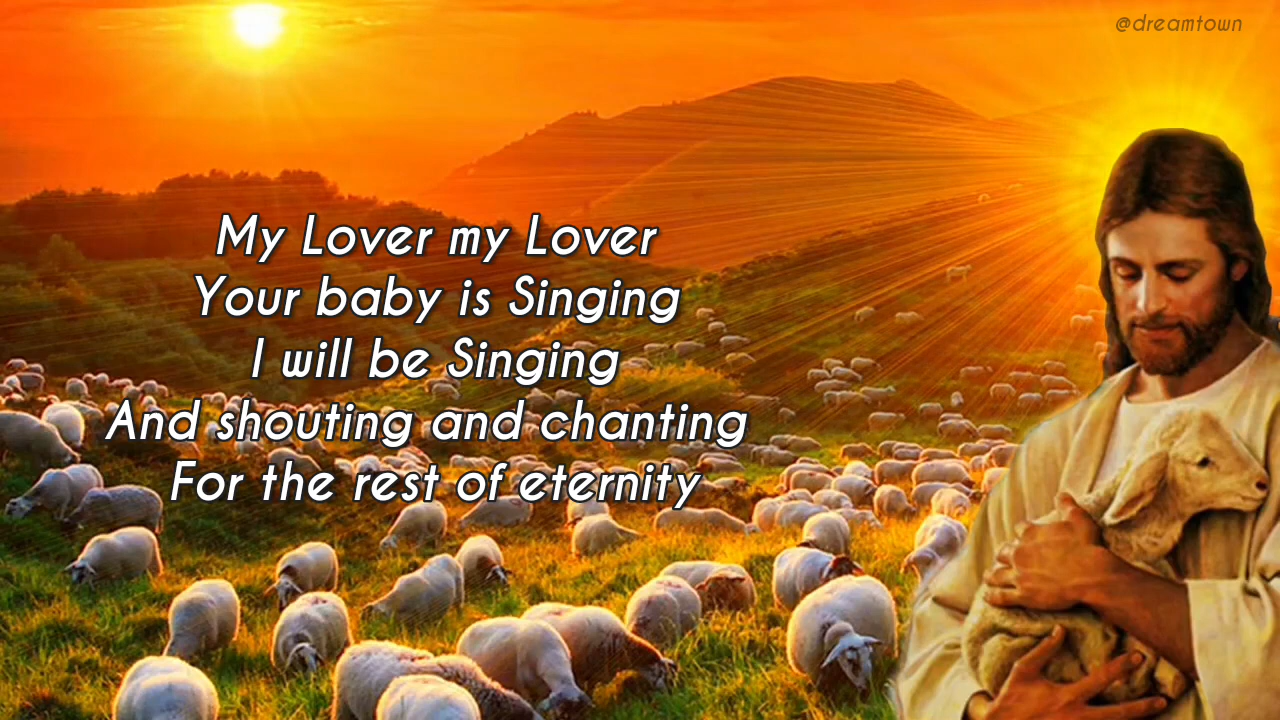 @dreamtown
My Lover my Lover
Your baby is Singing
I will be Singing
And shouting and chanting
For the rest of eternity